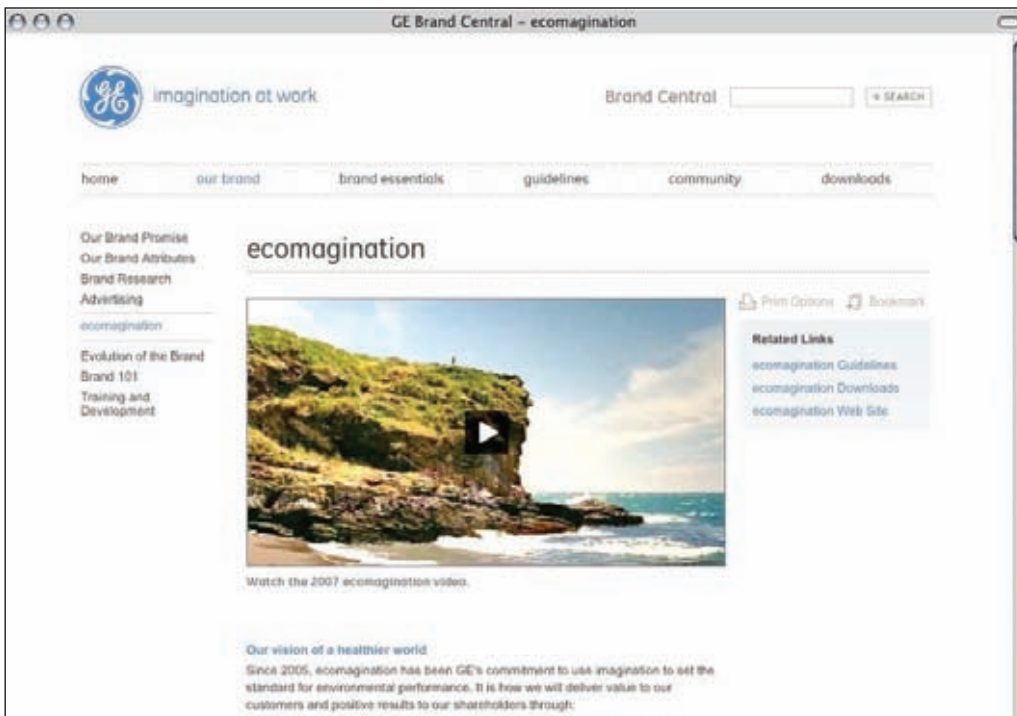 GE Brand Central – ecomagination
GE imagination at work
Brand Central
SEARCH
home our brand brand essentials guidelines community downloads
Our Brand Promise
Our Brand Attributes
Brand Research
Advertising
ecomagination
Evolution of the Brand
Brand 101
Training and
Development
ecomagination
Print Options Bookmark
Related Links
ecomagination Guidelines
ecomagination Downloads
ecomagination Web Site
Watch the 2007 ecomagination video.
Our vision of a healthier world
Since 2005, ecomagination has been GE's commitment to use imagination to set the
standard for environmental performance. It is how we will deliver value to our
customers and positive results to our shareholders through: